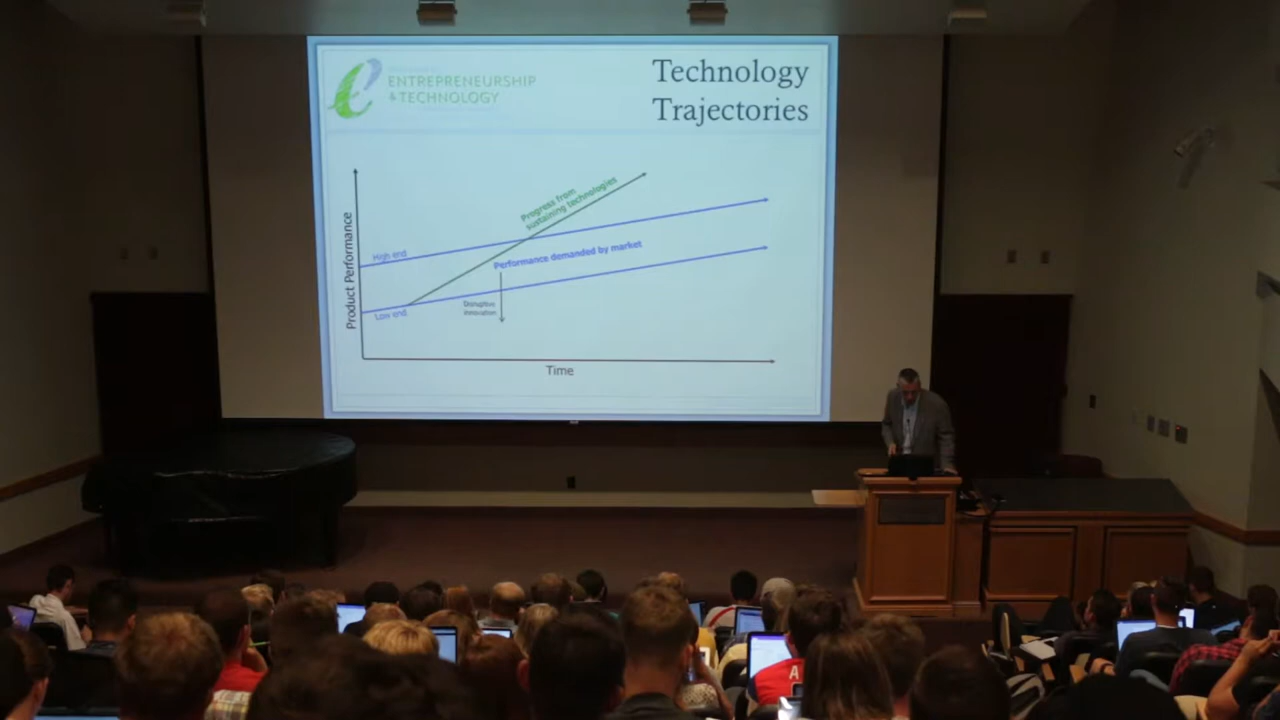 ENTREPRENEURSHIP
& TECHNOLOGY
Technology
Trajectories
Progress from
sustaining technologies
High end
Performance demanded by market
Disruptive
innovation
Low end
Product Performance
Time
A